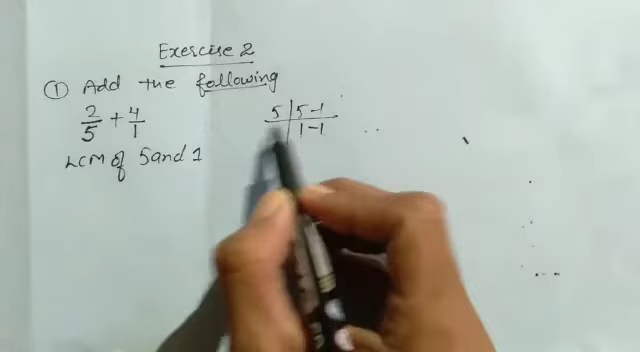 Exercise 2
① Add the following
2/5 + 4/1
LCM of 5 and 1
5 | 5 - 1
| 1 - 1